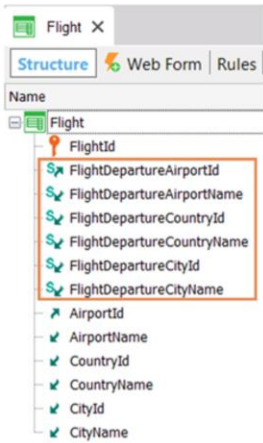 Flight
Structure Web Form Rules
Name
Flight
FlightId
FlightDepartureAirportId
FlightDepartureAirportName
FlightDepartureCountryId
FlightDepartureCountryName
FlightDepartureCityId
FlightDepartureCityName
AirportId
AirportName
CountryId
CountryName
CityId
CityName